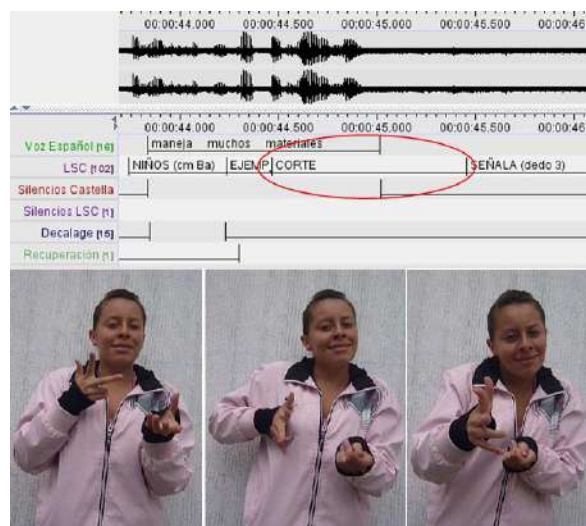 00:00:44.000 00:00:44.500 00:00:45.000 00:00:45.500 00:00:46
00:00:44.000 00:00:44.500 00:00:45.000 00:00:45.500 00:00:46
Voz Español [16] maneja muchos materiales
LSC [102] NIÑOS (cm Ba) EJEMP. CORTE SEÑALA (dedo 3)
Silencios Castella
Silencios LSC [1]
Decalage [15]
Recuperación [1]